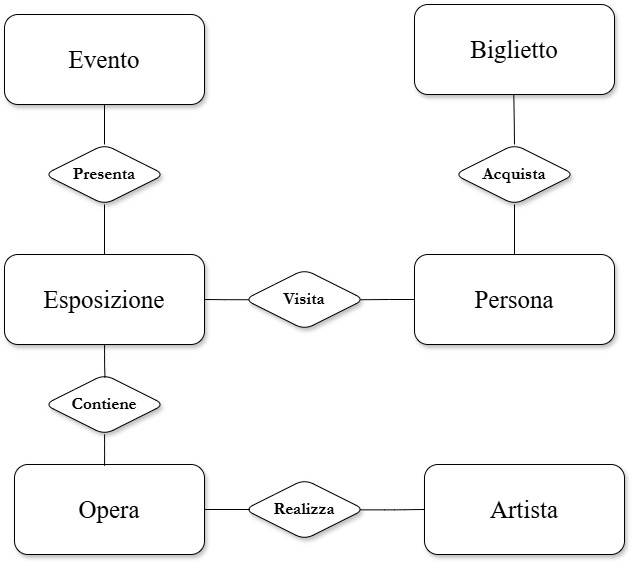 Evento
Biglietto
Presenta
Acquista
Esposizione
Visita
Persona
Contiene
Opera
Realizza
Artista